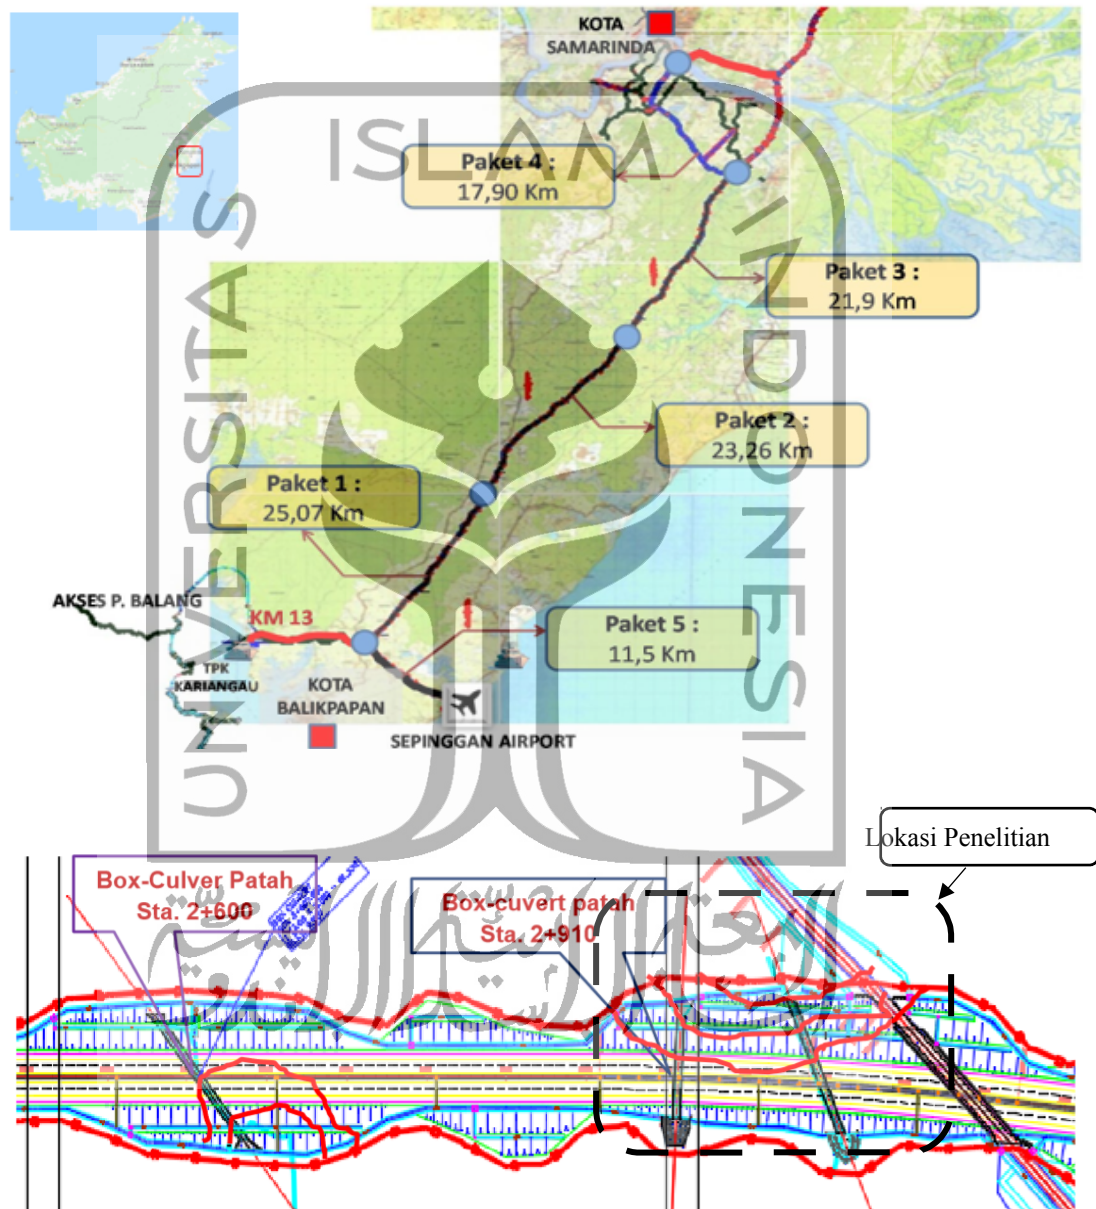 KOTA
SAMARINDA
ISLAM
UNIVERSITAS
INDONESIA
Paket 4 :
17,90 Km
Paket 3 :
21,9 Km
Paket 2 :
23,26 Km
Paket 1 :
25,07 Km
AKSES P. BALANG
KM 13
Paket 5 :
11,5 Km
TPK
KARIANGAU
KOTA
BALIKPAPAN
SEPINGGAN AIRPORT
Lokasi Penelitian
Box-Culver Patah
Sta. 2+600
Box-cuvert patah
Sta. 2+910